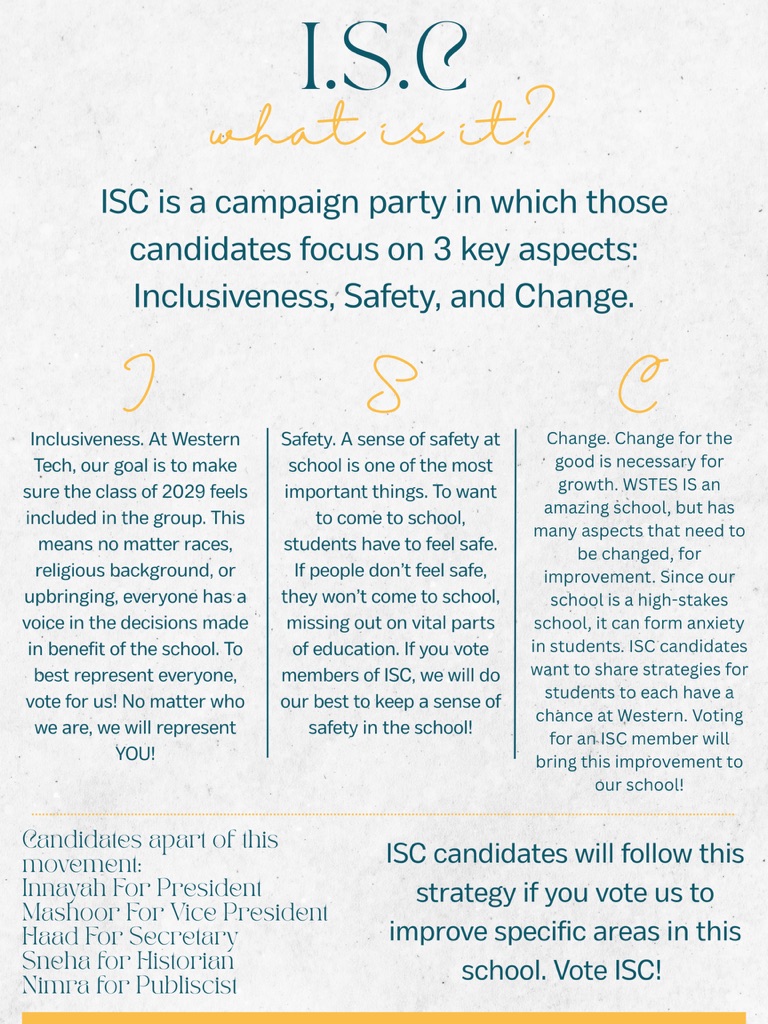 I.S.C
what is it?
ISC is a campaign party in which those
candidates focus on 3 key aspects:
Inclusiveness, Safety, and Change.
I
Inclusiveness. At Western
Tech, our goal is to make
sure the class of 2029 feels
included in the group. This
means no matter races,
religious background, or
upbringing, everyone has a
voice in the decisions made
in benefit of the school. To
best represent everyone,
vote for us! No matter who
we are, we will represent
YOU!
S
Safety. A sense of safety at
school is one of the most
important things. To want
to come to school,
students have to feel safe.
If people don't feel safe,
they won't come to school,
missing out on vital parts
of education. If you vote
members of ISC, we will do
our best to keep a sense of
safety in the school!
C
Change. Change for the
good is necessary for
growth. WSTES IS an
amazing school, but has
many aspects that need to
be changed, for
improvement. Since our
school is a high-stakes
school, it can form anxiety
in students. ISC candidates
want to share strategies for
students to each have a
chance at Western. Voting
for an ISC member will
bring this improvement to
our school!
Candidates apart of this
movement:
Innayah For President
Mashoor For Vice President
Haad For Secretary
Sneha for Historian
Nimra for Publiscist
ISC candidates will follow this
strategy if you vote us to
improve specific areas in this
school. Vote ISC!